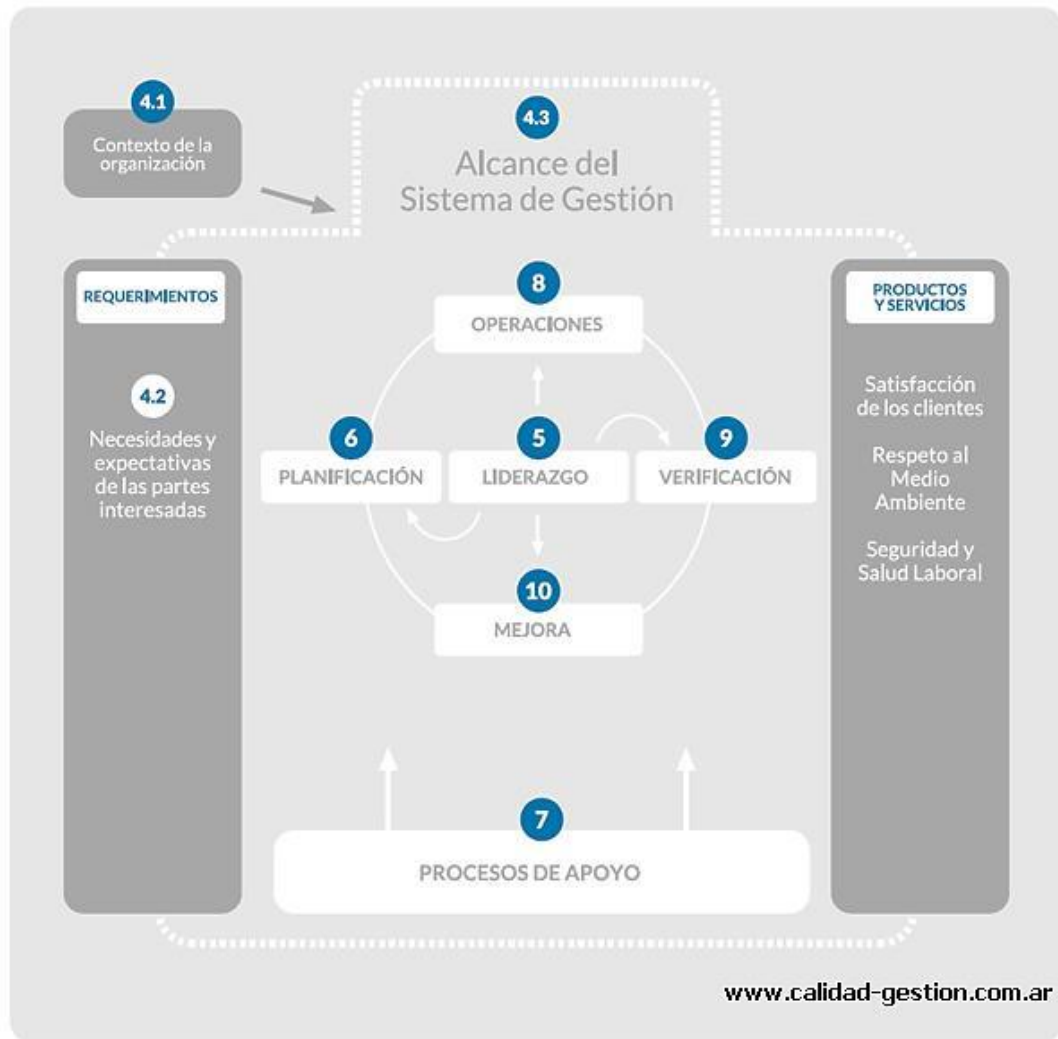 4.1
Contexto de la
organización
4.3
Alcance del
Sistema de Gestión
REQUERIMIENTOS
4.2
Necesidades y
expectativas
de las partes
interesadas
8
OPERACIONES
6
PLANIFICACIÓN
5
LIDERAZGO
9
VERIFICACIÓN
10
MEJORA
7
PROCESOS DE APOYO
PRODUCTOS
Y SERVICIOS
Satisfacción
de los clientes
Respeto al
Medio
Ambiente
Seguridad y
Salud Laboral
www.calidad-gestion.com.ar